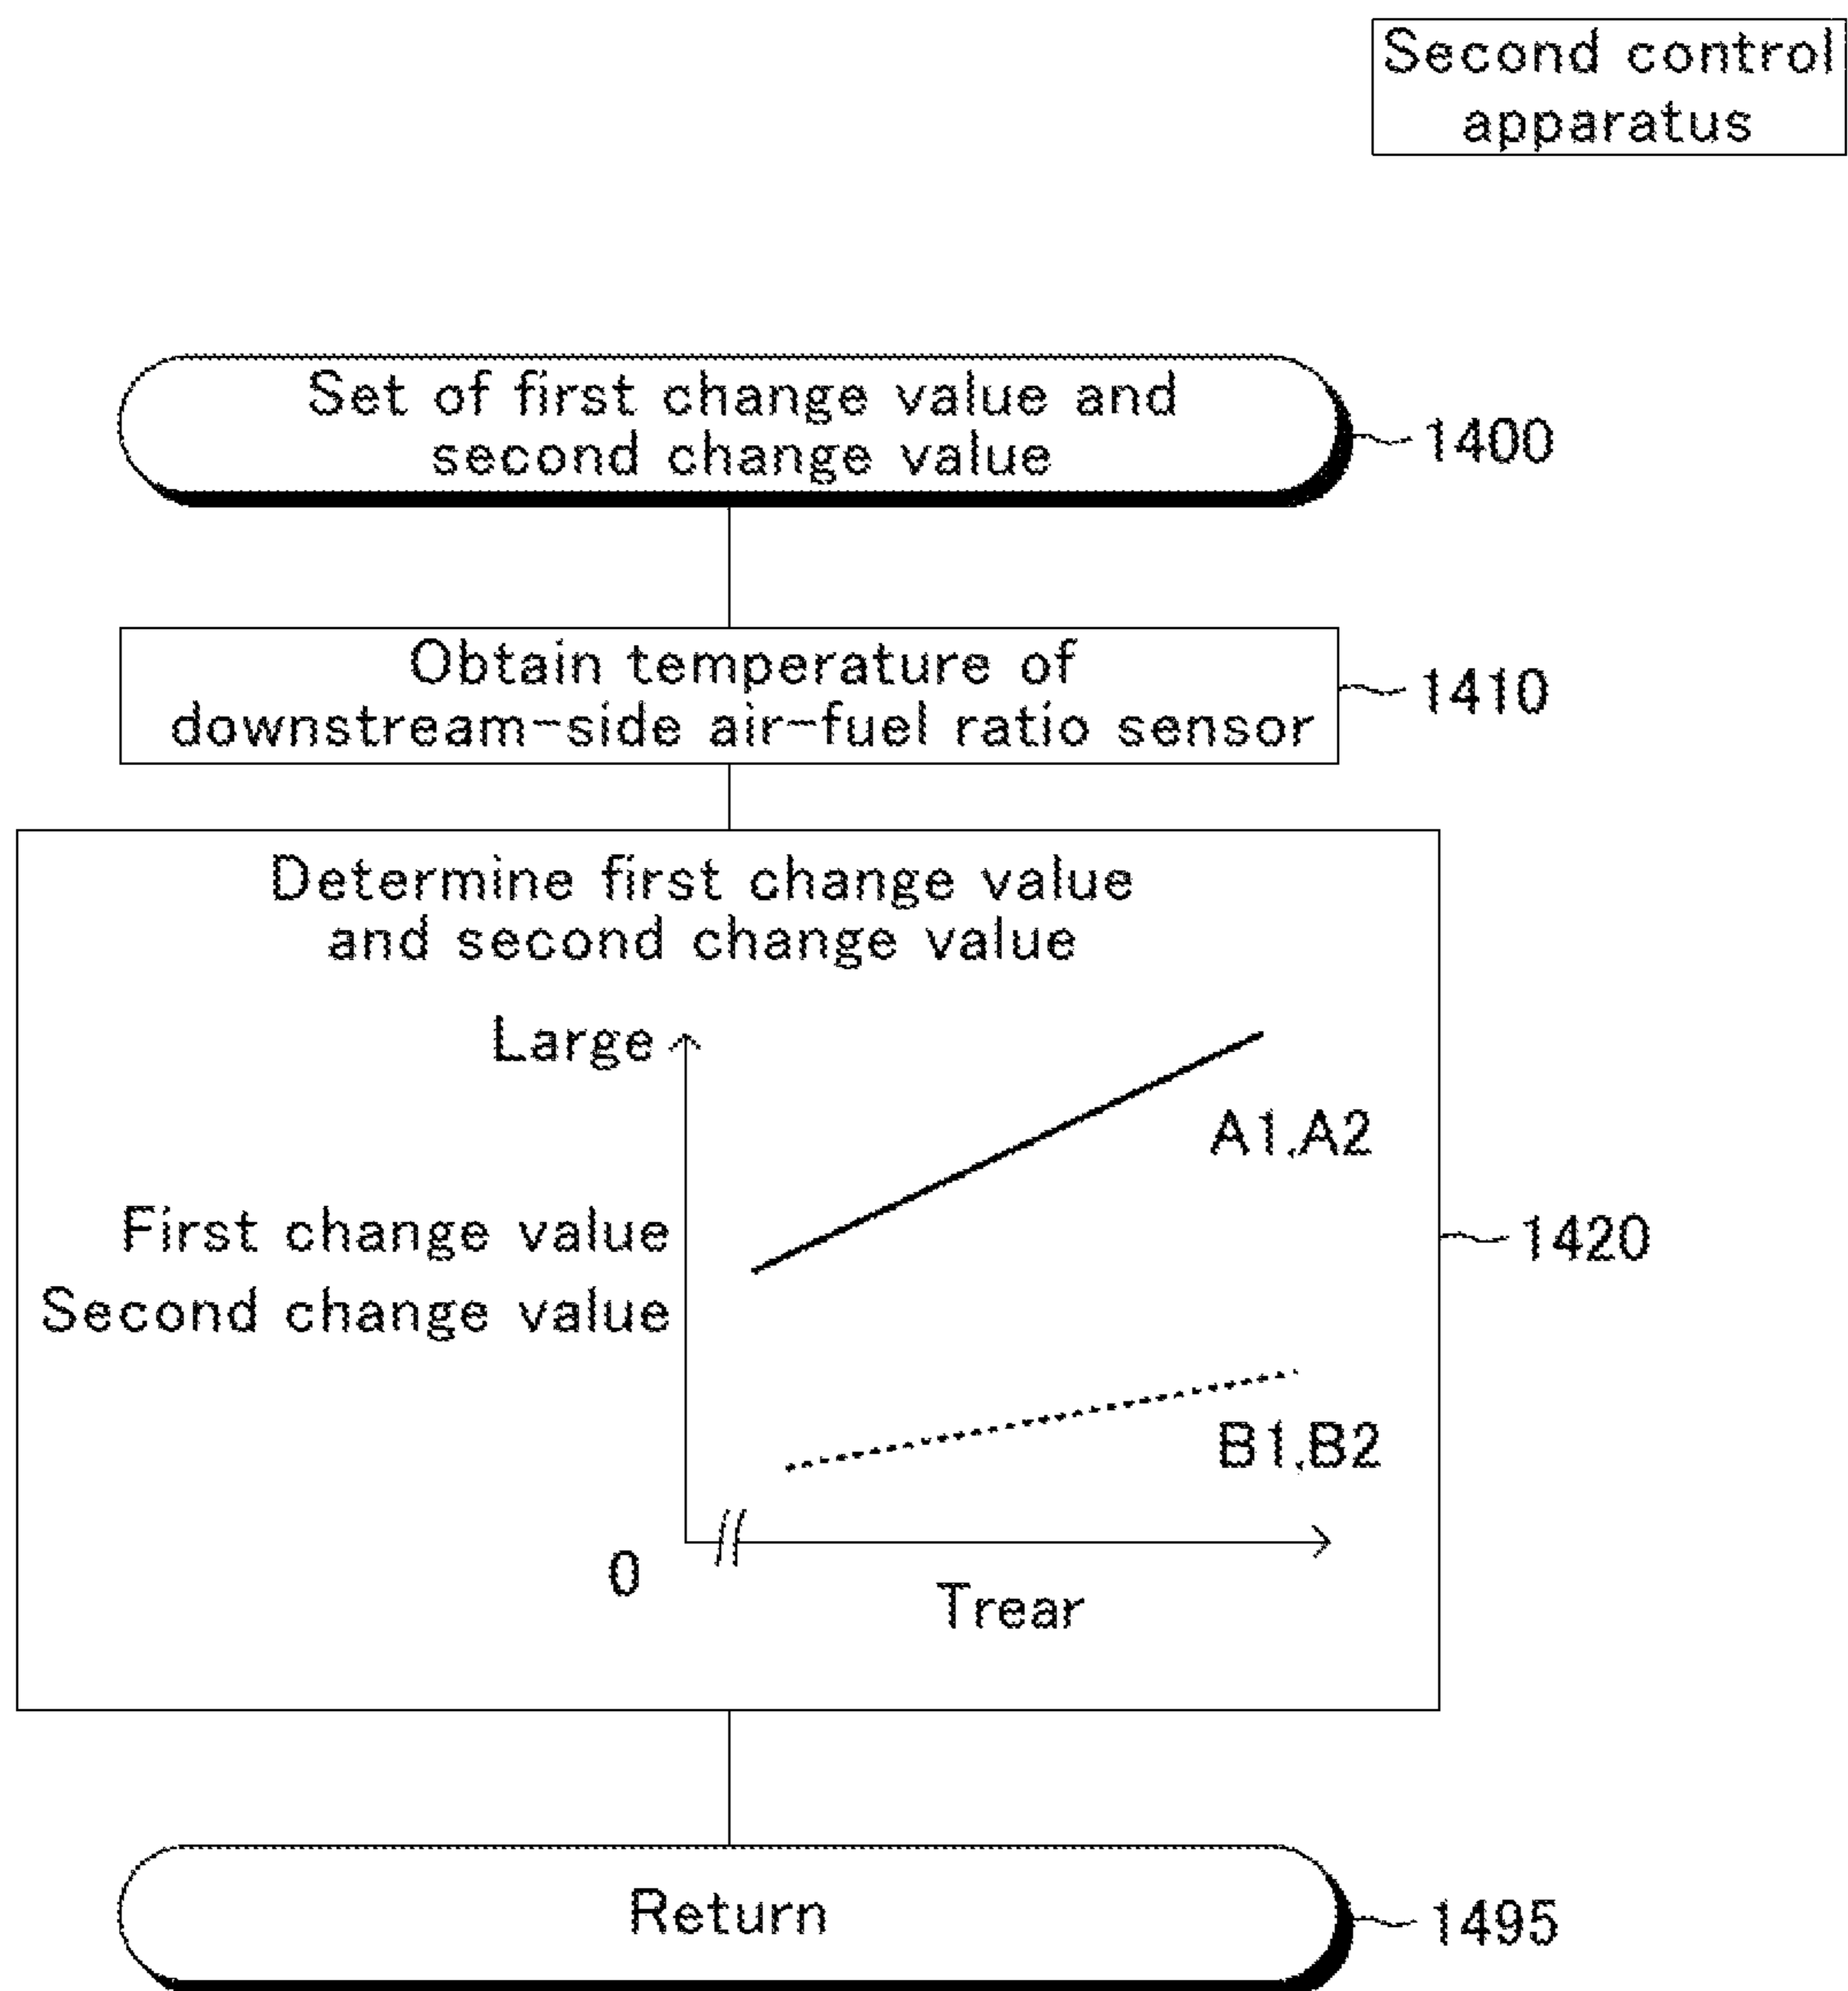 Second control
apparatus
Set of first change value and
second change value
1400
Obtain temperature of
downstream-side air-fuel ratio sensor
1410
Determine first change value
and second change value
Large
A1,A2
First change value
Second change value
1420
B1,B2
0
Trear
Return
1495